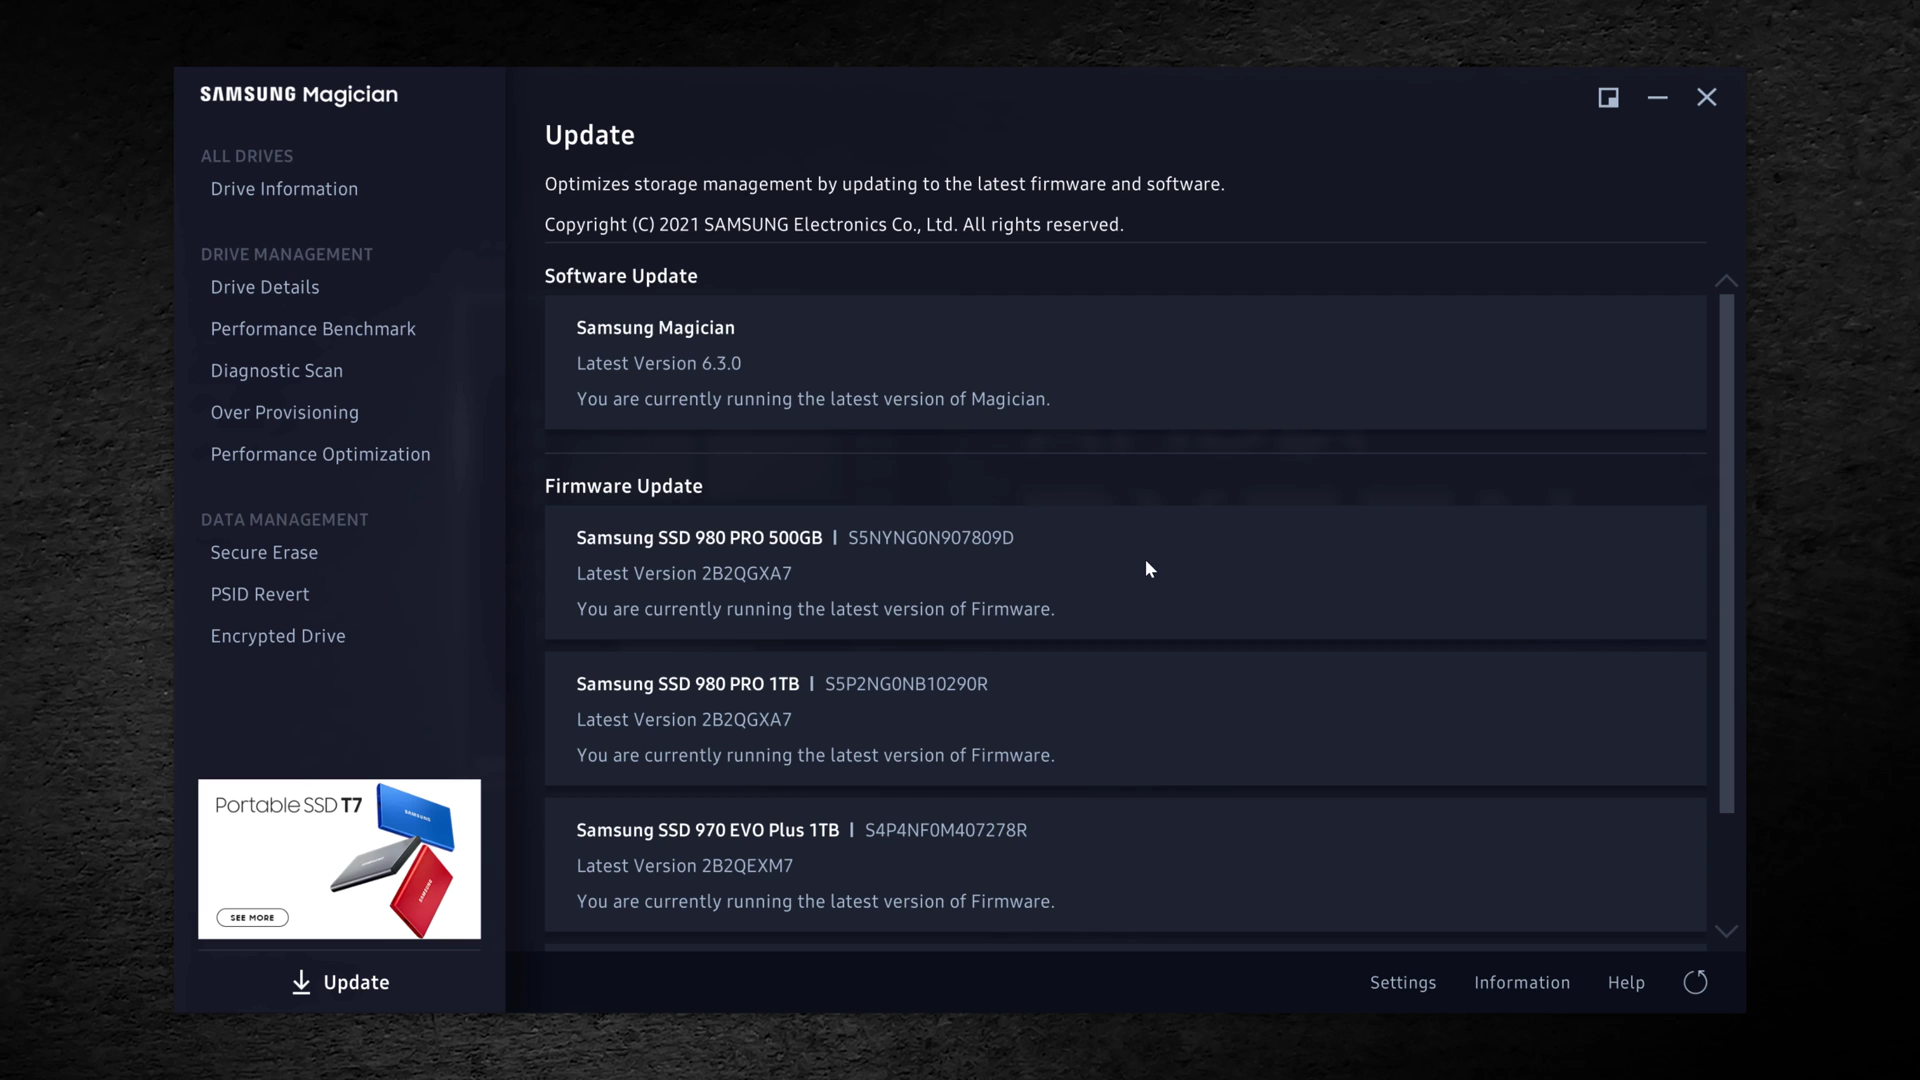 SAMSUNG Magician
ALL DRIVES
Drive Information
DRIVE MANAGEMENT
Drive Details
Performance Benchmark
Diagnostic Scan
Over Provisioning
Performance Optimization
DATA MANAGEMENT
Secure Erase
PSID Revert
Encrypted Drive
Portable SSD T7
SAMSUNG
SAMSUNG
SAMSUNG
SEE MORE
Update
Update
Optimizes storage management by updating to the latest firmware and software.
Copyright (C) 2021 SAMSUNG Electronics Co., Ltd. All rights reserved.
Software Update
Samsung Magician
Latest Version 6.3.0
You are currently running the latest version of Magician.
Firmware Update
Samsung SSD 980 PRO 500GB | S5NYNG0N907809D
Latest Version 2B2QGXA7
You are currently running the latest version of Firmware.
Samsung SSD 980 PRO 1TB | S5P2NG0NB10290R
Latest Version 2B2QGXA7
You are currently running the latest version of Firmware.
Samsung SSD 970 EVO Plus 1TB | S4P4NF0M407278R
Latest Version 2B2QEXM7
You are currently running the latest version of Firmware.
Settings Information Help